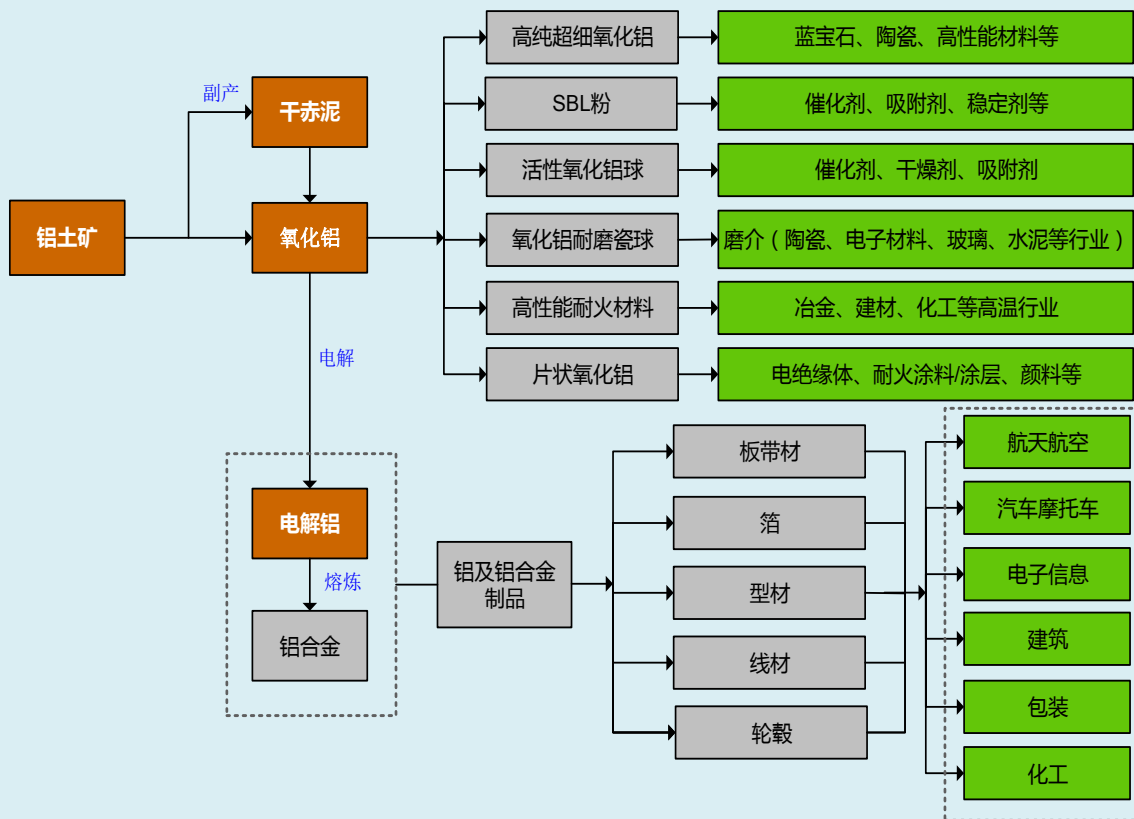 高纯超细氧化铝
蓝宝石、陶瓷、高性能材料等
副产
干赤泥
SBL粉
催化剂、吸附剂、稳定剂等
活性氧化铝球
催化剂、干燥剂、吸附剂
铝土矿
氧化铝
氧化铝耐磨瓷球
磨介（陶瓷、电子材料、玻璃、水泥等行业）
高性能耐火材料
冶金、建材、化工等高温行业
电解
片状氧化铝
电绝缘体、耐火涂料/涂层、颜料等
板带材
航天航空
电解铝
箔
汽车摩托车
熔炼
铝及铝合金
制品
型材
电子信息
铝合金
线材
建筑
轮毂
包装
化工